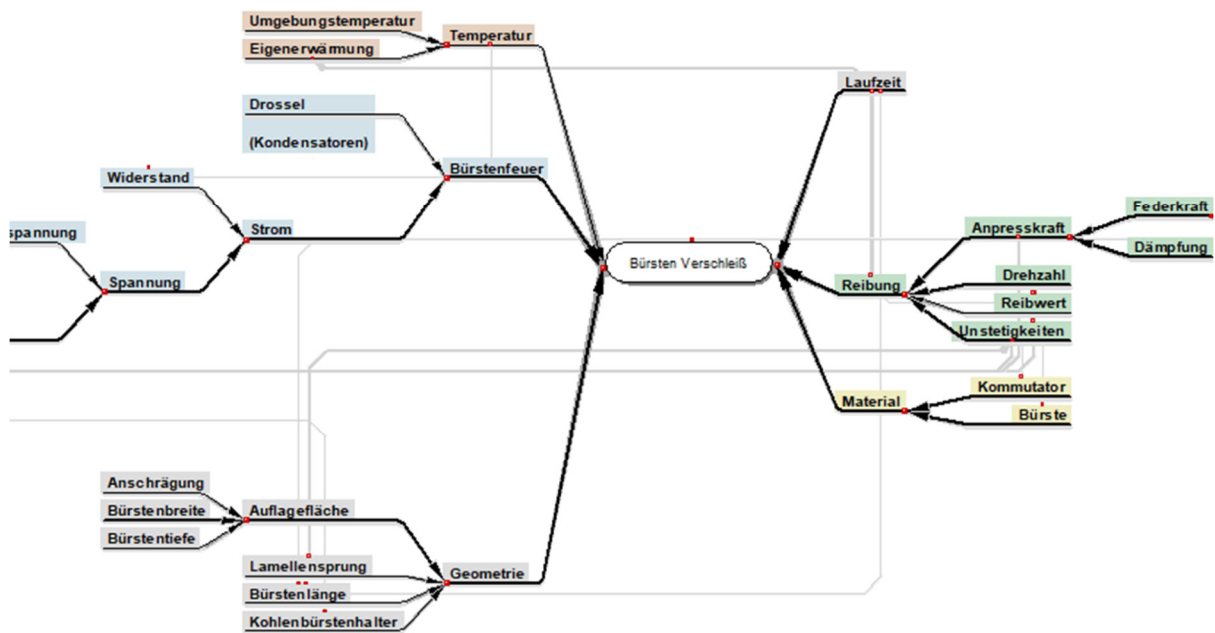 Umgebungstemperatur
Temperatur
Eigenerwärmung
Laufzeit
Drossel
(Kondensatoren)
Bürstenfeuer
Widerstand
Strom
spannung
Spannung
Bürsten Verschleiß
Federkraft
Anpresskraft
Dämpfung
Drehzahl
Reibung
Reibwert
Unstetigkeiten
Kommutator
Material
Bürste
Anschrägung
Bürstenbreite
Auflagefläche
Bürstentiefe
Lamellensprung
Geometrie
Bürstenlänge
Kohlenbürstenhalter